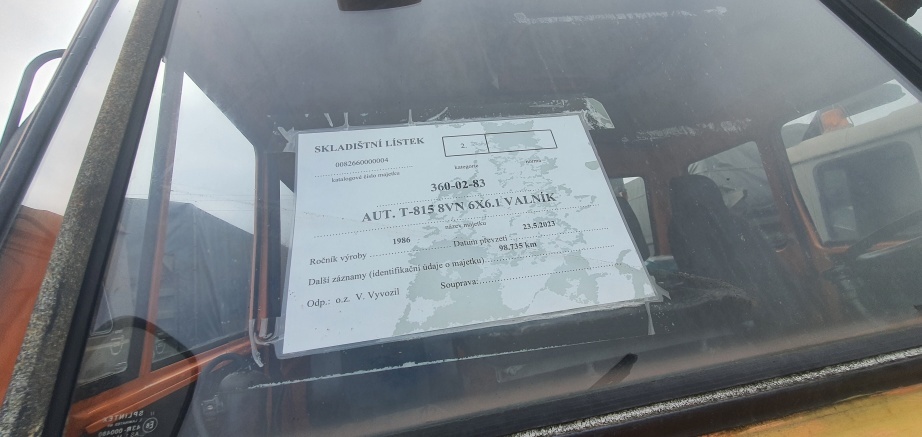 SKLADIŠTNÍ LÍSTEK
2.
0082660000004
katalogové číslo majetku
kategorie
norma
360-02-83
AUT. T-815 8VN 6X6.1 VALNÍK
název majetku
Ročník výroby 1986 Datum převzetí 23.5.2023
98.735 km
Další záznamy (identifikační údaje o majetku)
Odp.: o.z. V. Vyvozil Souprava:
SPLINTEX